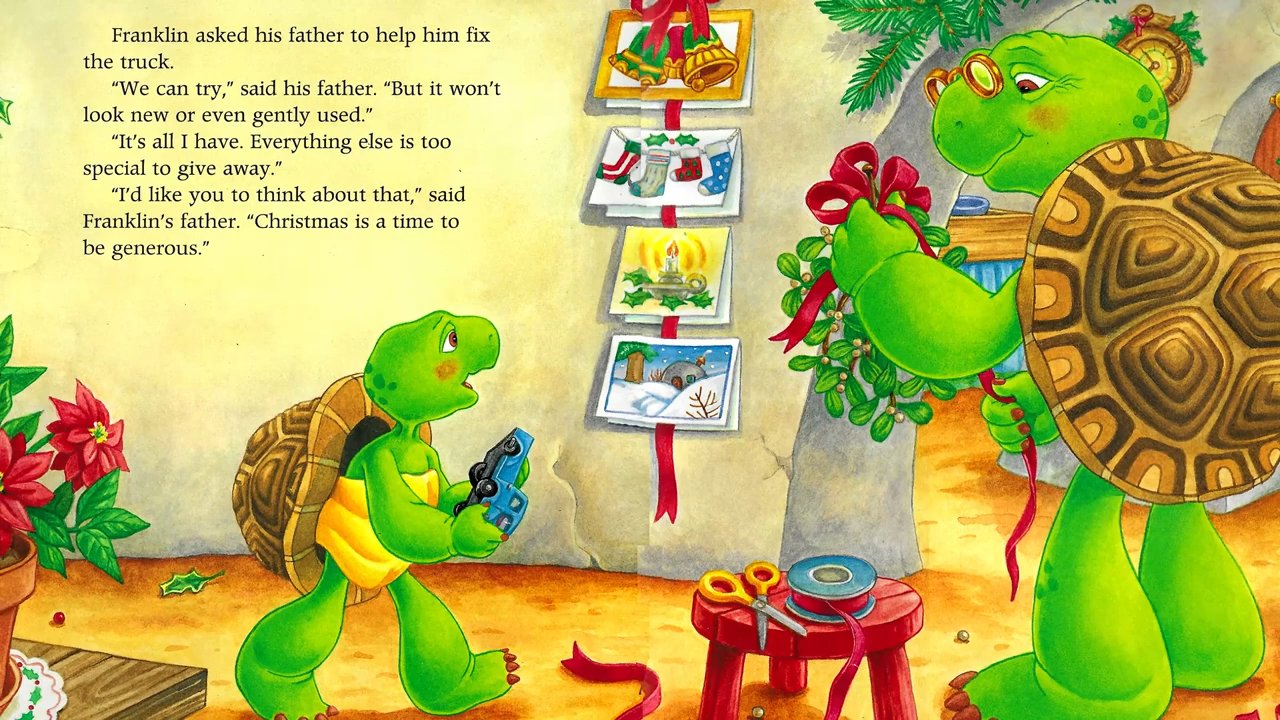 Franklin asked his father to help him fix
the truck.
“We can try,” said his father. “But it won’t
look new or even gently used.”
“It’s all I have. Everything else is too
special to give away.”
“I’d like you to think about that,” said
Franklin’s father. “Christmas is a time to
be generous.”